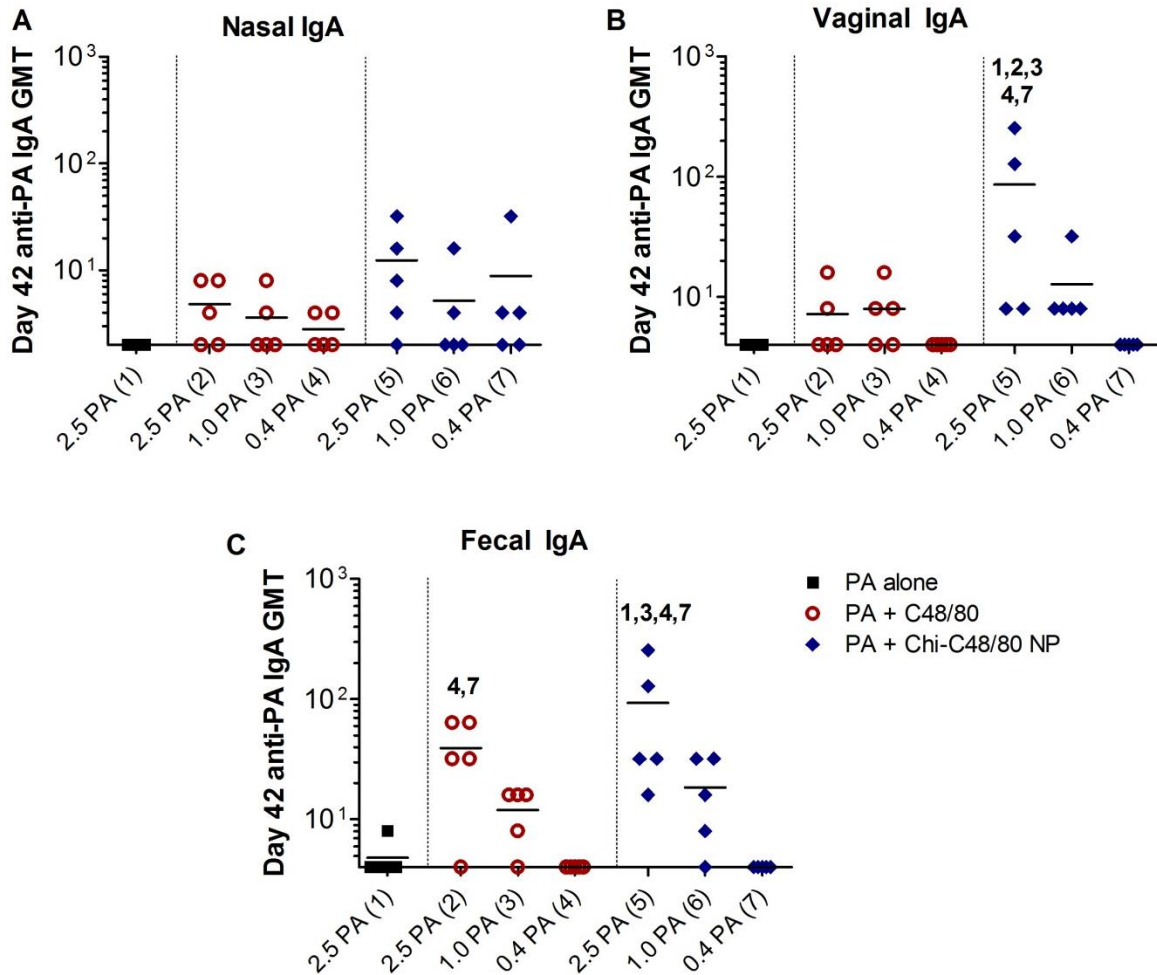 A
Nasal IgA
Day 42 anti-PA IgA GMT
10³
10²
10¹
2.5 PA (1)
2.5 PA (2)
1.0 PA (3)
0.4 PA (4)
2.5 PA (5)
1.0 PA (6)
0.4 PA (7)
B
Vaginal IgA
Day 42 anti-PA IgA GMT
10³
10²
10¹
1,2,3
4,7
2.5 PA (1)
2.5 PA (2)
1.0 PA (3)
0.4 PA (4)
2.5 PA (5)
1.0 PA (6)
0.4 PA (7)
C
Fecal IgA
Day 42 anti-PA IgA GMT
10³
10²
10¹
4,7
1,3,4,7
2.5 PA (1)
2.5 PA (2)
1.0 PA (3)
0.4 PA (4)
2.5 PA (5)
1.0 PA (6)
0.4 PA (7)
PA alone
PA + C48/80
PA + Chi-C48/80 NP